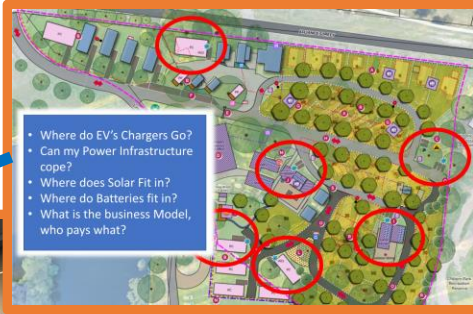 • Where do EV's Chargers Go?
• Can my Power Infrastructure
cope?
• Where does Solar Fit in?
• Where do Batteries fit in?
• What is the business Model,
who pays what?